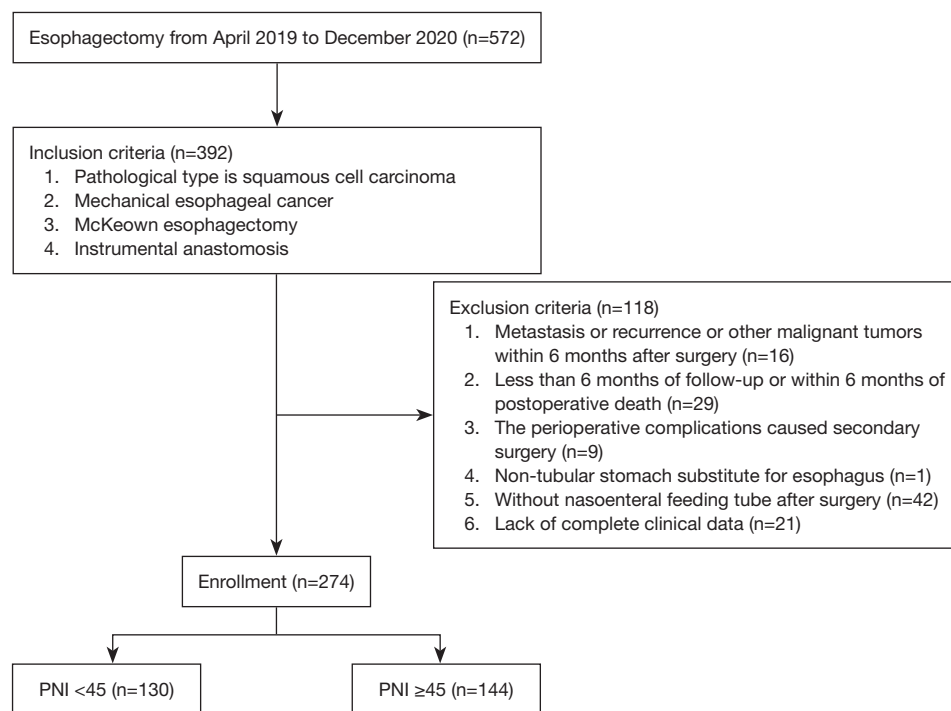 Esophagectomy from April 2019 to December 2020 (n=572)
Inclusion criteria (n=392)
1. Pathological type is squamous cell carcinoma
2. Mechanical esophageal cancer
3. McKeown esophagectomy
4. Instrumental anastomosis
Exclusion criteria (n=118)
1. Metastasis or recurrence or other malignant tumors
within 6 months after surgery (n=16)
2. Less than 6 months of follow-up or within 6 months of
postoperative death (n=29)
3. The perioperative complications caused secondary
surgery (n=9)
4. Non-tubular stomach substitute for esophagus (n=1)
5. Without nasoenteral feeding tube after surgery (n=42)
6. Lack of complete clinical data (n=21)
Enrollment (n=274)
PNI <45 (n=130)
PNI ≥45 (n=144)